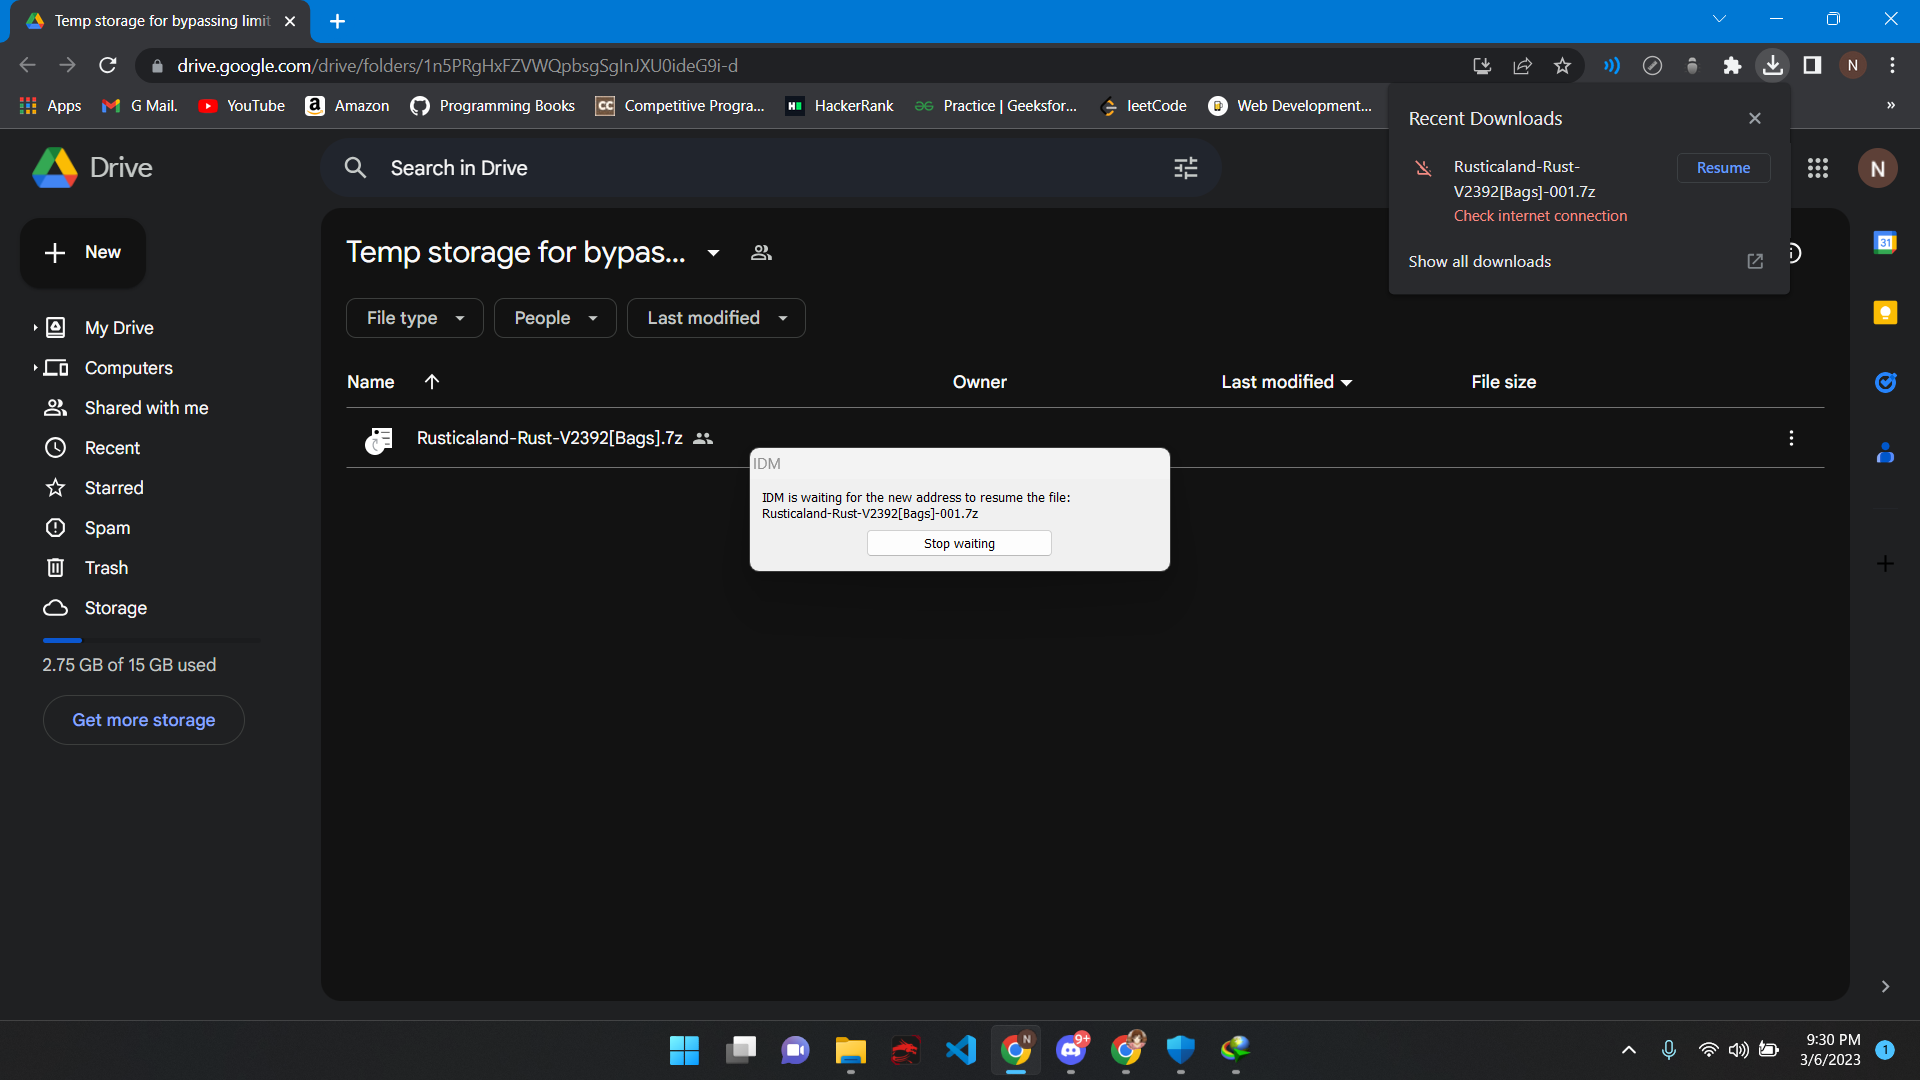 Temp storage for bypassing limit
drive.google.com/drive/folders/1n5PRgHxFZVWQpbsgSgInJXU0ideG9i-d
N
Apps
G Mail.
YouTube
a
Amazon
Programming Books
CC
Competitive Progra...
H
HackerRank
Practice | Geeksfor...
leetCode
Web Development...
»
Recent Downloads
Rusticaland-Rust-
V2392[Bags]-001.7z
Check internet connection
Resume
Show all downloads
Drive
Search in Drive
N
New
Temp storage for bypas...
31
File type
People
Last modified
My Drive
Computers
Shared with me
Recent
Starred
Spam
Trash
Storage
2.75 GB of 15 GB used
Get more storage
Name
Owner
Last modified
File size
Rusticaland-Rust-V2392[Bags].7z
IDM
IDM is waiting for the new address to resume the file:
Rusticaland-Rust-V2392[Bags]-001.7z
Stop waiting
N
9+
9:30 PM
3/6/2023
1